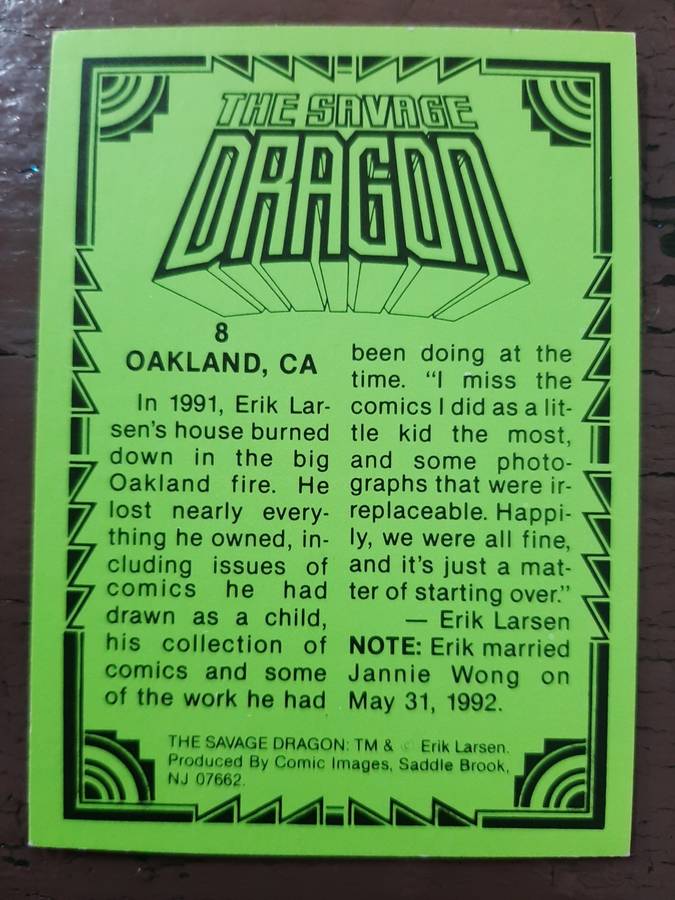 THE SAVAGE
DRAGON
8
OAKLAND, CA
In 1991, Erik Lar-
sen's house burned
down in the big
Oakland fire. He
lost nearly every-
thing he owned, in-
cluding issues of
comics he had
drawn as a child,
his collection of
comics and some
of the work he had
been doing at the
time. "I miss the
comics I did as a lit-
tle kid the most,
and some photo-
graphs that were ir-
replaceable. Happi-
ly, we were all fine,
and it's just a mat-
ter of starting over."
— Erik Larsen
NOTE: Erik married
Jannie Wong on
May 31, 1992.
THE SAVAGE DRAGON: TM & © Erik Larsen.
Produced By Comic Images, Saddle Brook,
NJ 07662.